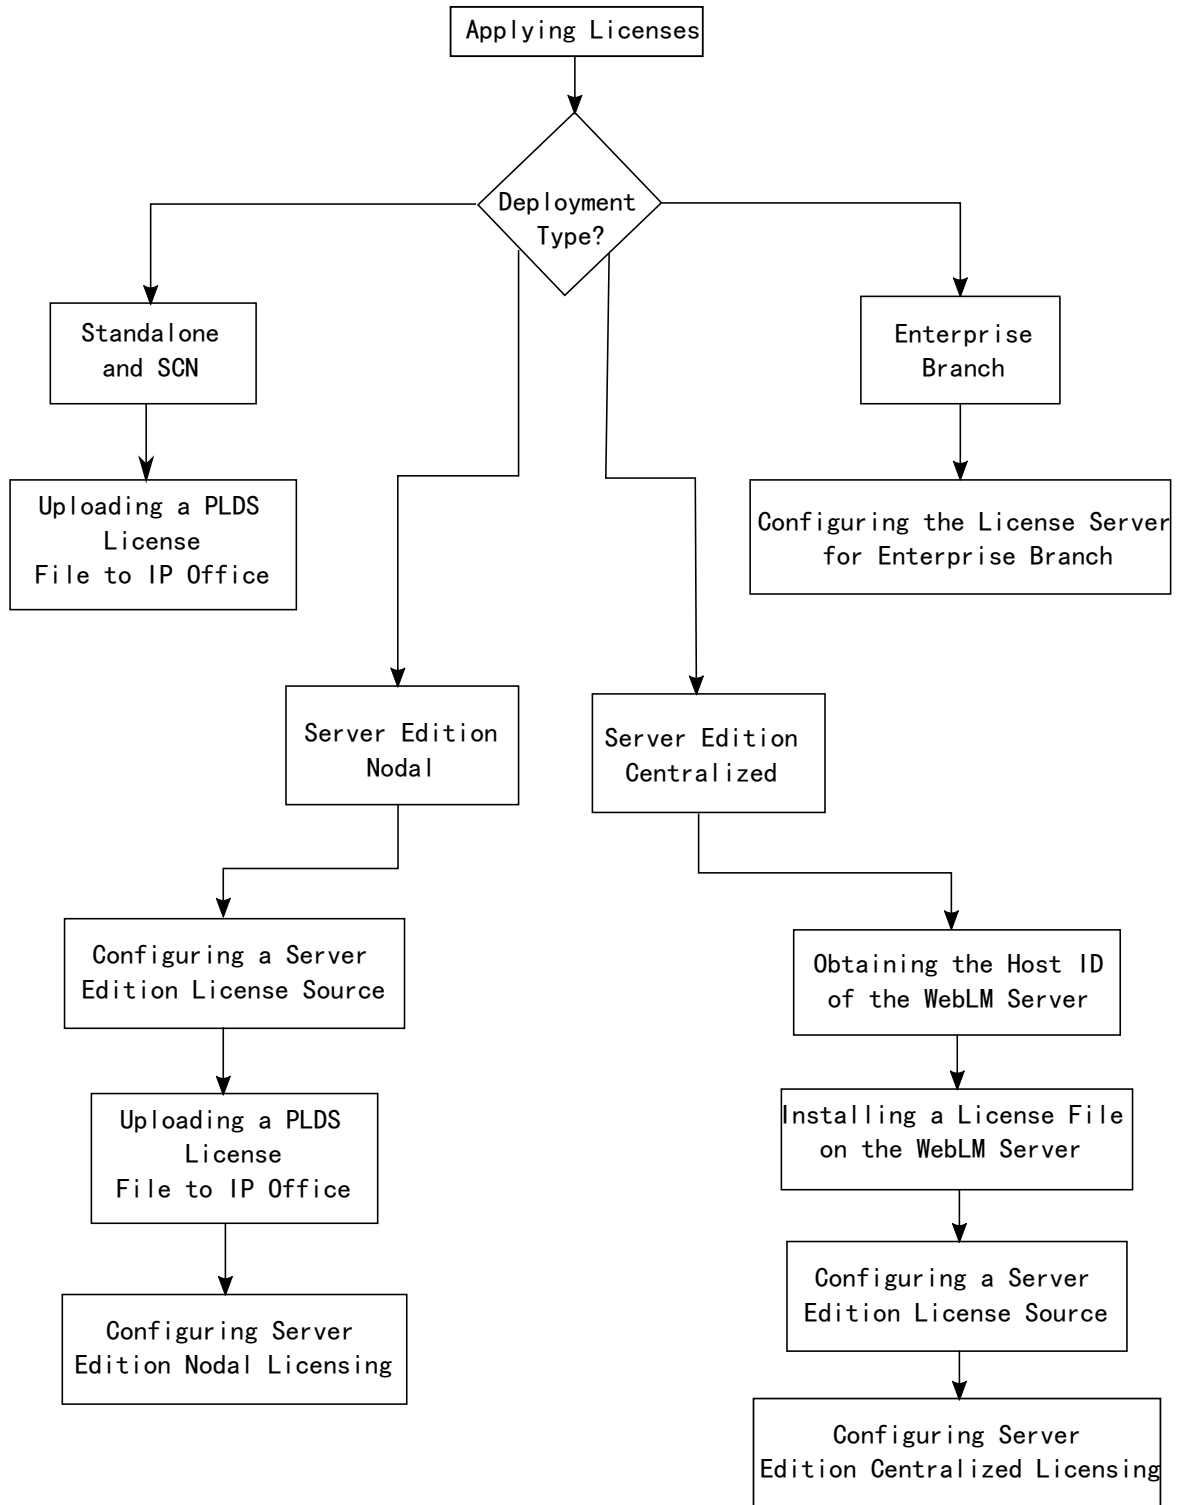 Applying Licenses
Deployment
Type?
Standalone
and SCN
Enterprise
Branch
Uploading a PLDS
License
File to IP Office
Configuring the License Server
for Enterprise Branch
Server Edition
Nodal
Server Edition
Centralized
Configuring a Server
Edition License Source
Uploading a PLDS
License
File to IP Office
Configuring Server
Edition Nodal Licensing
Obtaining the Host ID
of the WebLM Server
Installing a License File
on the WebLM Server
Configuring a Server
Edition License Source
Configuring Server
Edition Centralized Licensing